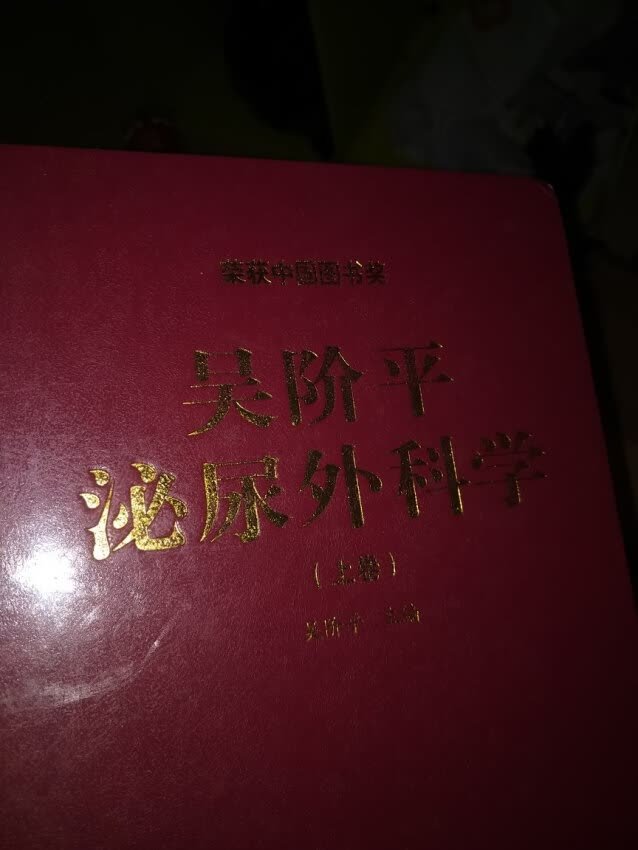 荣获中国图书奖
吴阶平
泌尿外科学
（上卷）
吴阶平 主编